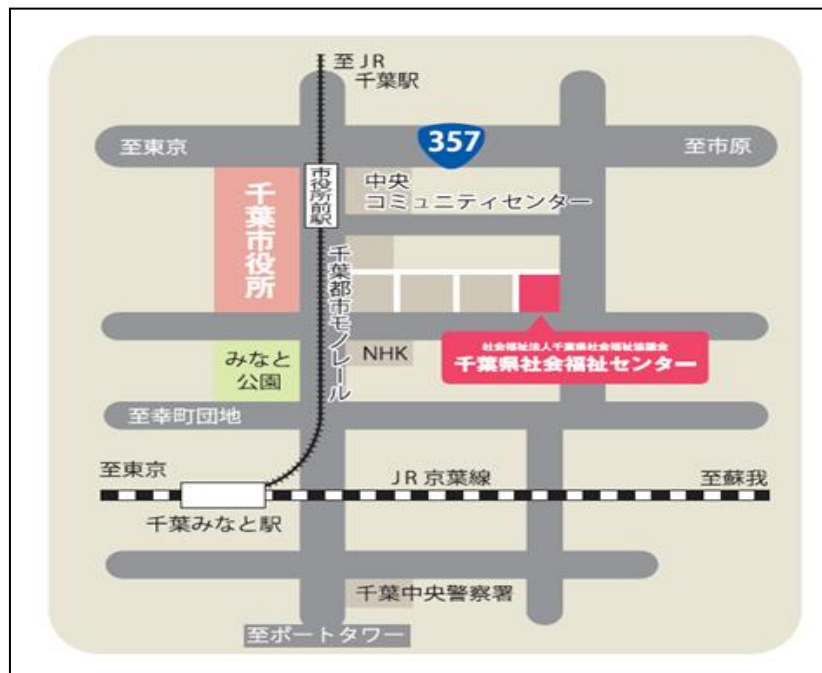 至JR
千葉駅
357
至東京
至市原
市役所前駅
中央
コミュニティセンター
千葉市役所
千葉都市モノレール
社会福祉法人千葉県社会福祉協議会
千葉県社会福祉センター
NHK
みなと
公園
至幸町団地
至東京
JR京葉線
至蘇我
千葉みなと駅
千葉中央警察署
至ポートタワー